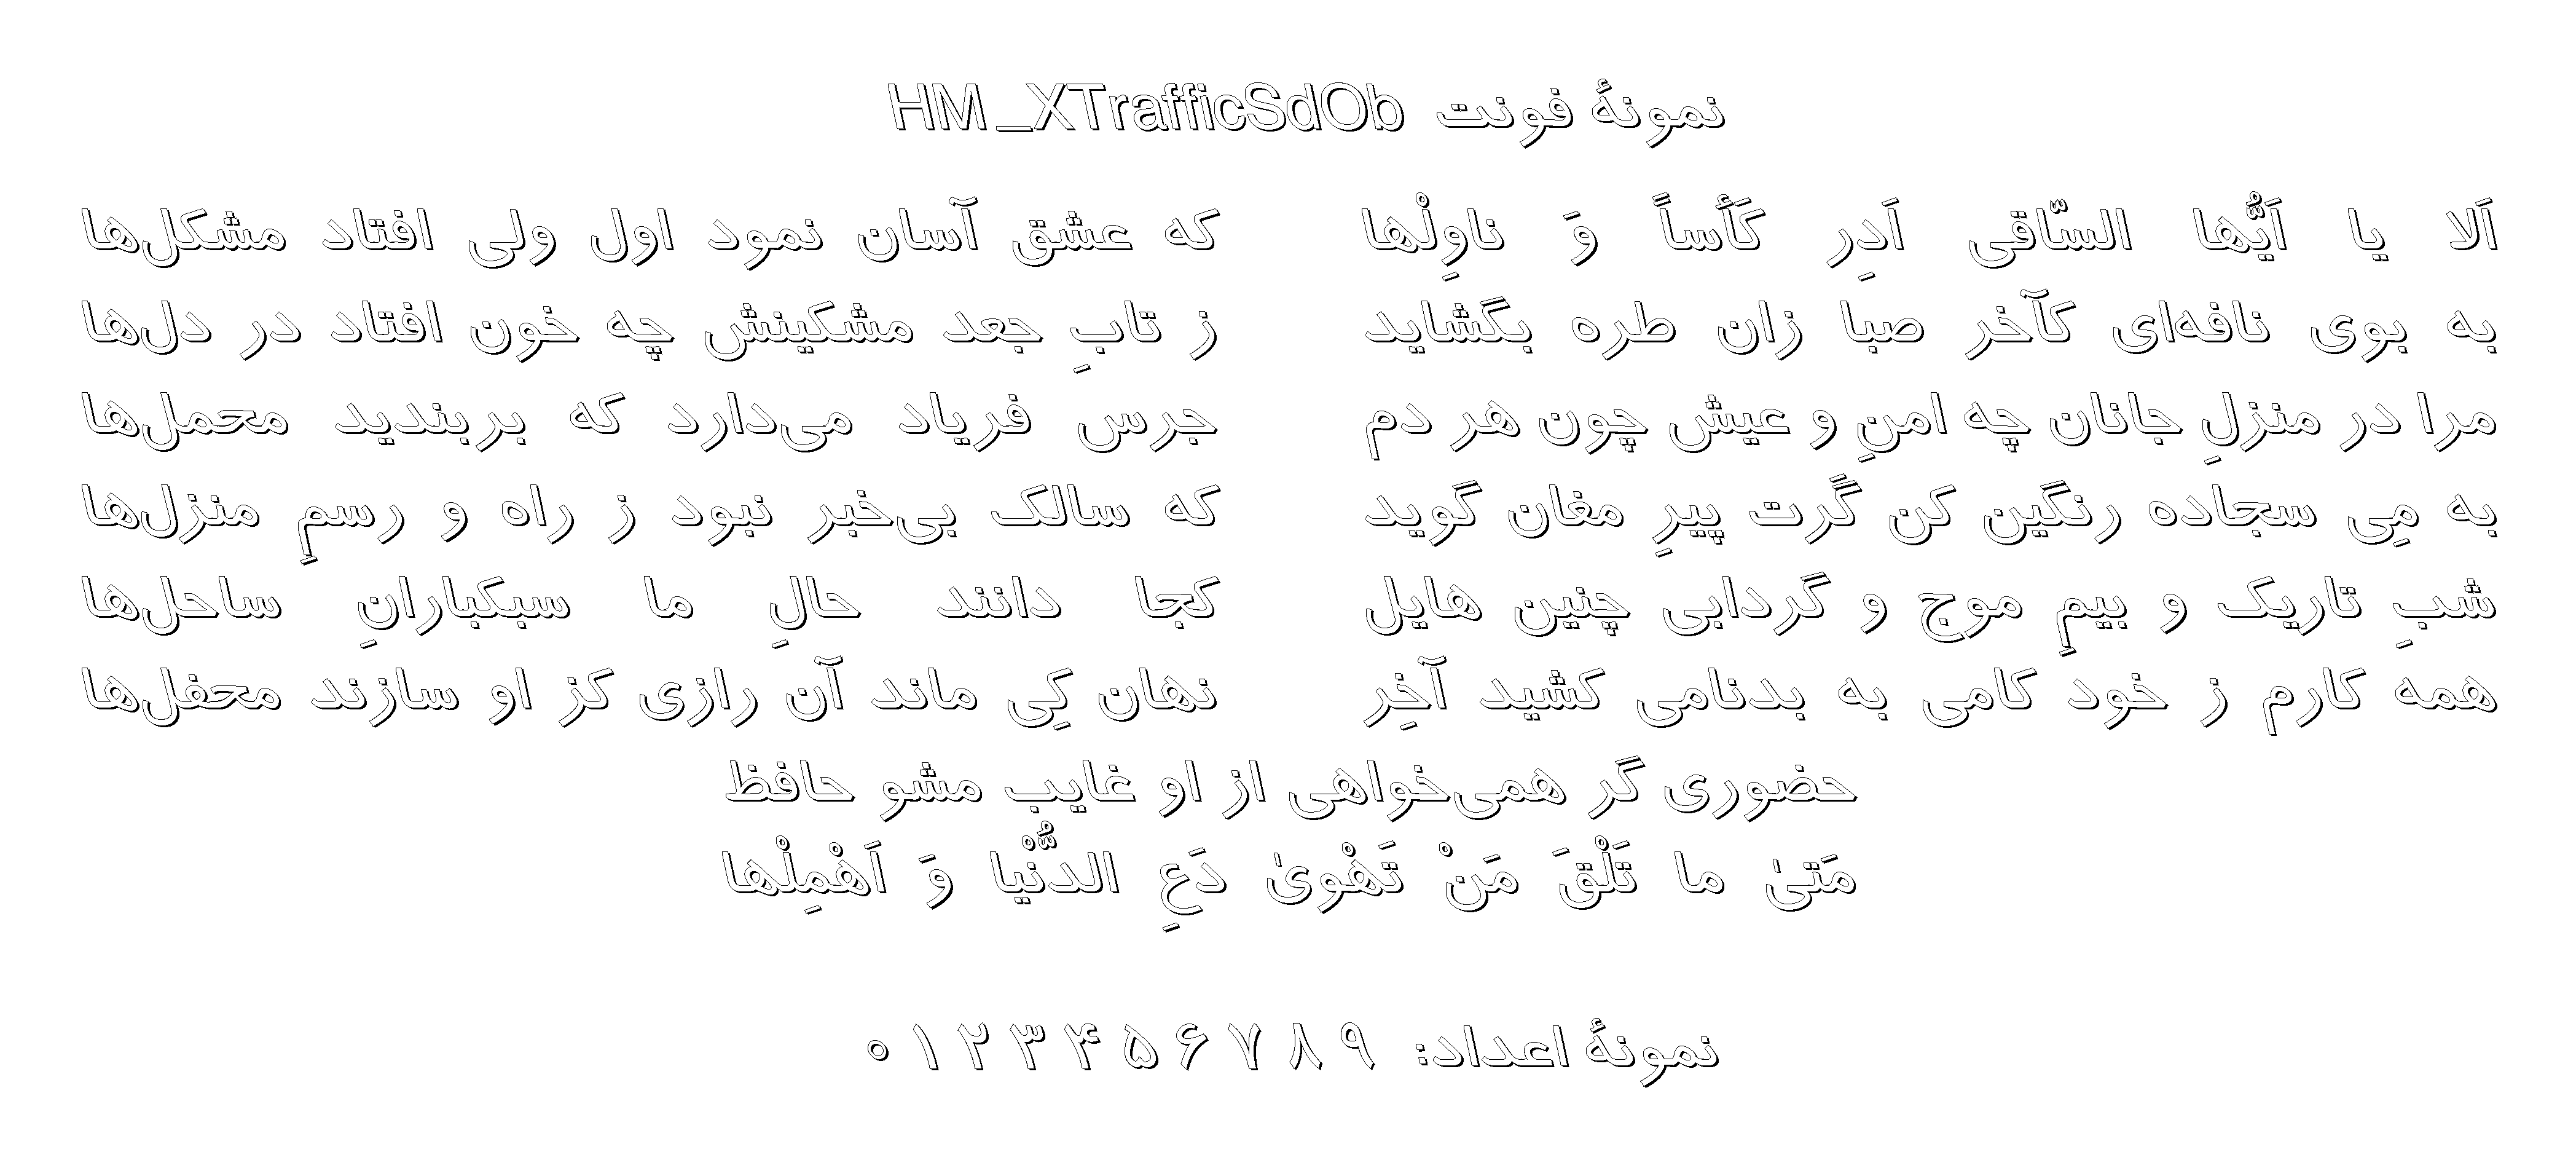 نمونهٔ فونت HM_XTrafficSdOb
اَلا یا اَیُّها السّاقی اَدِر کَأساً وَ ناوِلْها که عشق آسان نمود اول ولی افتاد مشکل‌ها
به بوی نافه‌ای کآخر صبا زان طره بگشاید ز تابِ جعد مشکینش چه خون افتاد در دل‌ها
مرا در منزلِ جانان چه امنِ و عیش چون هر دم جرس فریاد می‌دارد که بربندید محمل‌ها
به مِی سجاده رنگین کن گَرت پیرِ مغان گوید که سالک بی‌خبر نبود ز راه و رسمِ منزل‌ها
شبِ تاریک و بیمِ موج و گردابی چنین هایل کجا دانند حالِ ما سبکبارانِ ساحل‌ها
همه کارم ز خود کامی به بدنامی کشید آخِر نهان کِی ماند آن رازی کز او سازند محفل‌ها
حضوری گر همی‌خواهی از او غایب مشو حافظ
مَتیٰ ما تَلْقَ مَنْ تَهْویٰ دَعِ الدُّنْیا وَ اَهْمِلْها
نمونهٔ اعداد: ۹ ۸ ۷ ۶ ۵ ۴ ۳ ۲ ۱ ۰